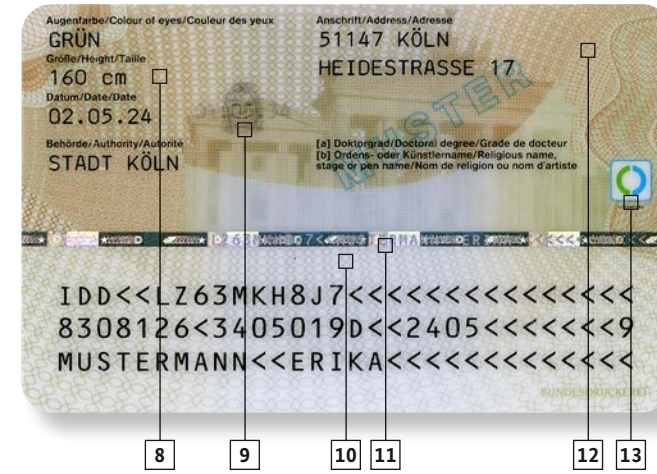 Augenfarbe/Colour of eyes/Couleur des yeux
GRÜN
Größe/Height/Taille
160 cm
Datum/Date/Date
02.05.24
Behörde/Authority/Autorité
STADT KÖLN
Anschrift/Address/Adresse
51147 KÖLN
HEIDESTRASSE 17
MUSTER
[a] Doktorgrad/Doctoral degree/Grade de docteur
[b] Ordens- oder Künstlername/Religious name,
stage or pen name/Nom de religion ou nom d'artiste
IDD<<LZ63MKH8J7<<<<<<<<<<<<<<<
8308126<3405019D<<2405<<<<<<<9
MUSTERMANN<<ERIKA<<<<<<<<<<<<<
BUNDESDRUCKEREI
8 9 10 11 12 13